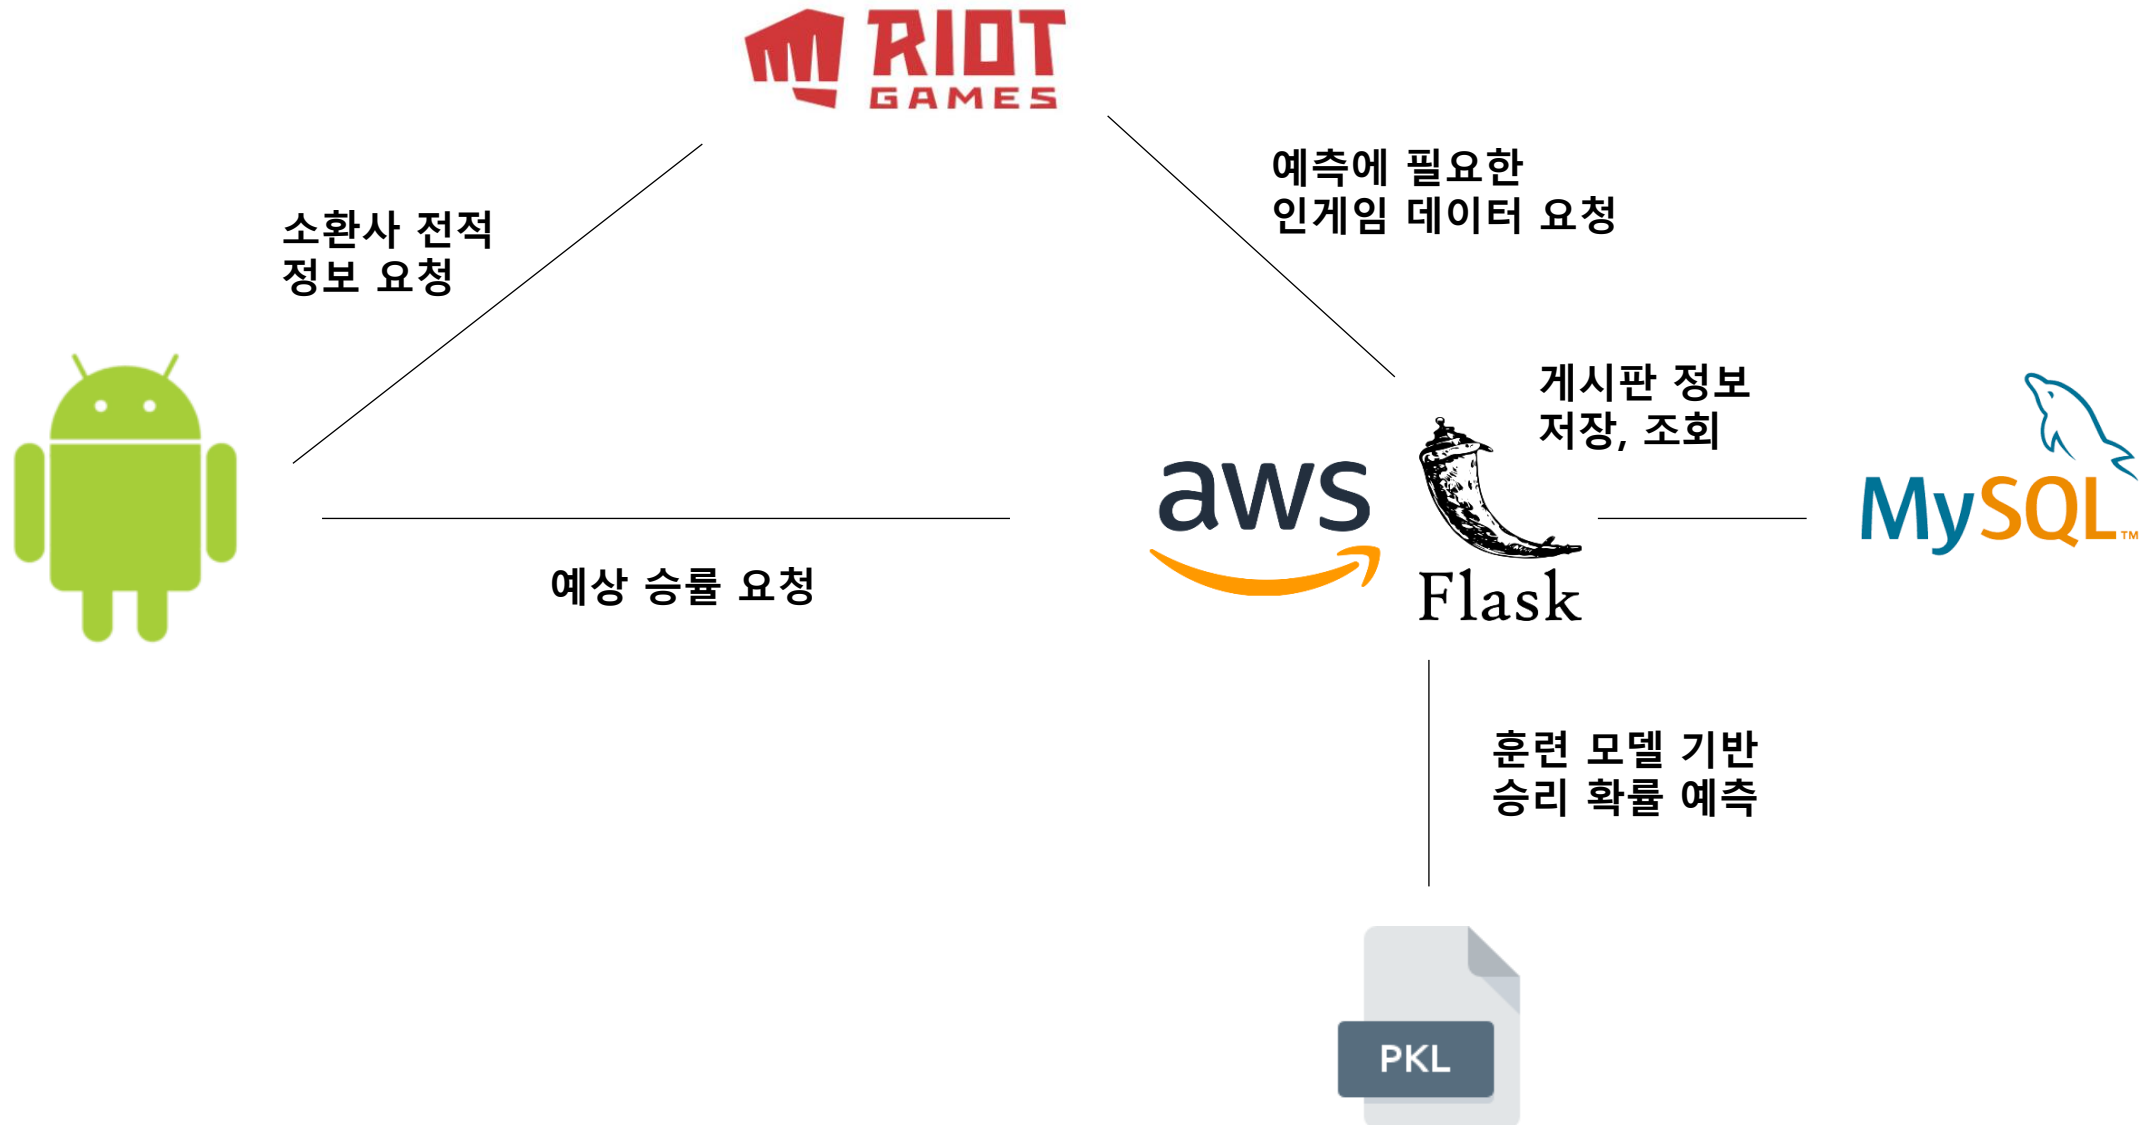 RIOT
GAMES
예측에 필요한
인게임 데이터 요청
소환사 전적
정보 요청
게시판 정보
저장, 조회
aws
Flask
MySQL™
예상 승률 요청
훈련 모델 기반
승리 확률 예측
PKL